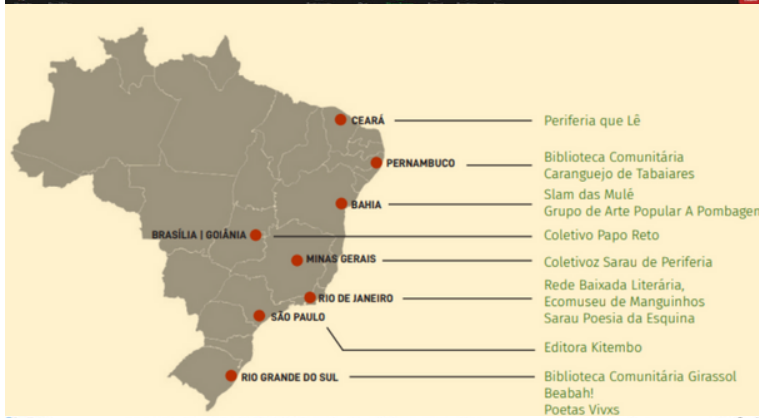 CEARÁ
Periferia que Lê
PERNAMBUCO
Biblioteca Comunitária
Caranguejo de Tabaiares
BAHIA
Slam das Mulé
Grupo de Arte Popular A Pombagem
BRASÍLIA | GOIÂNIA
Coletivo Papo Reto
MINAS GERAIS
Coletivoz Sarau de Periferia
RIO DE JANEIRO
Rede Baixada Literária,
Ecomuseu de Manguinhos
Sarau Poesia da Esquina
SÃO PAULO
Editora Kitembo
RIO GRANDE DO SUL
Biblioteca Comunitária Girassol
Beabah!
Poetas Vivxs